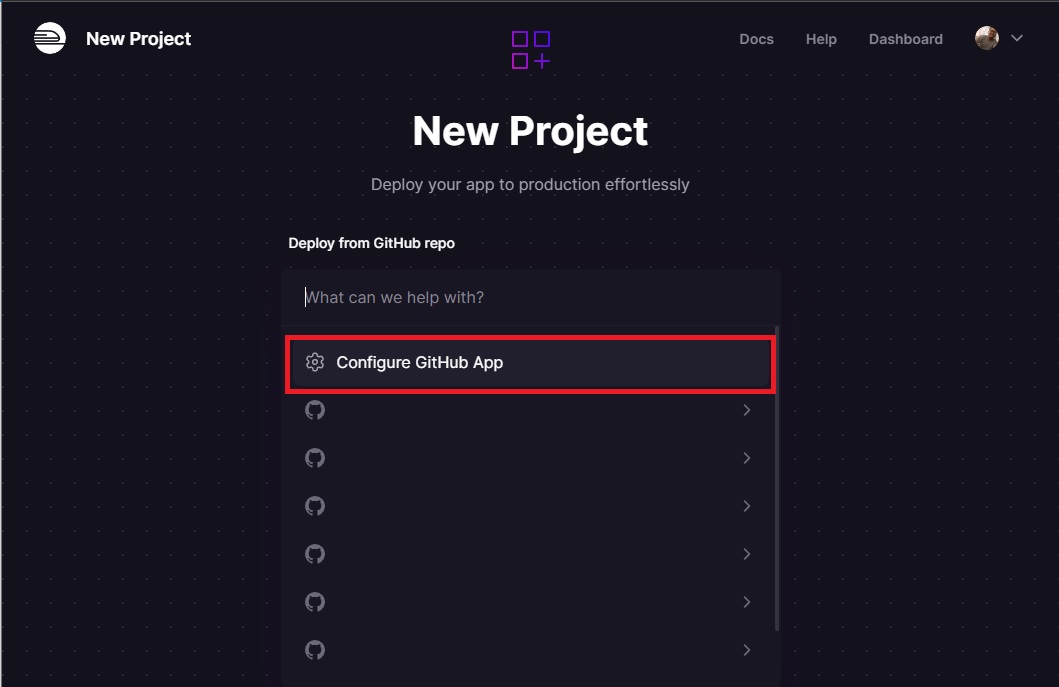 New Project
Docs
Help
Dashboard
New Project
Deploy your app to production effortlessly
Deploy from GitHub repo
What can we help with?
Configure GitHub App